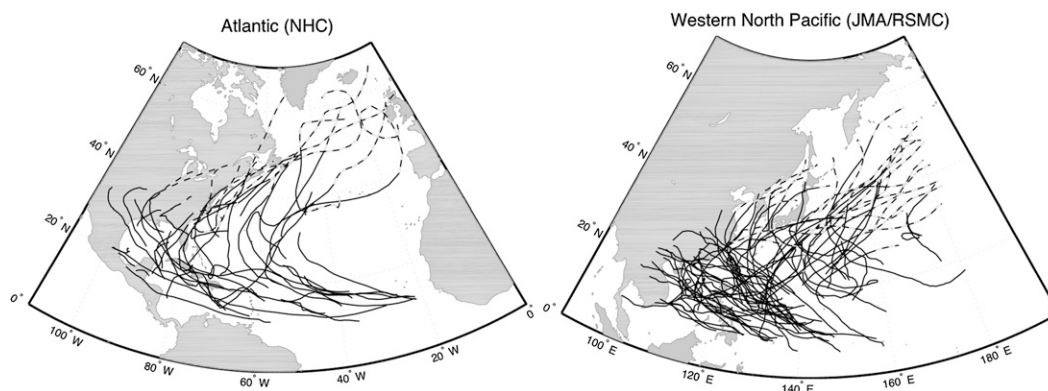 Atlantic (NHC)
60° N
40° N
20° N
0°
100° W
80° W
60° W
40° W
20° W
0°
Western North Pacific (JMA/RSMC)
60° N
40° N
20° N
0°
100° E
120° E
140° E
160° E
180° E